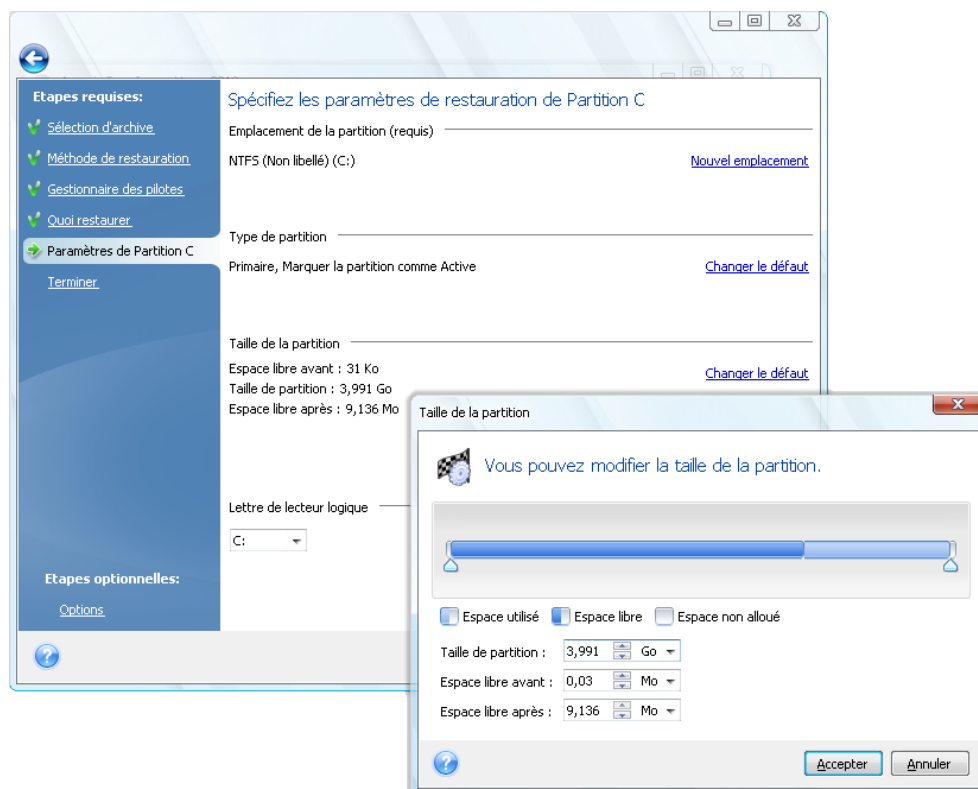 Etapes requises:
Sélection d'archive
Méthode de restauration
Gestionnaire des pilotes
Quoi restaurer
Paramètres de Partition C
Terminer
Etapes optionnelles:
Options
Spécifiez les paramètres de restauration de Partition C
Emplacement de la partition (requis)
NTFS (Non libellé) (C:) Nouvel emplacement
Type de partition
Primaire, Marquer la partition comme Active Changer le défaut
Taille de la partition
Espace libre avant : 31 Ko Changer le défaut
Taille de partition : 3,991 Go
Espace libre après : 9,136 Mo
Lettre de lecteur logique
C:
Taille de la partition
Vous pouvez modifier la taille de la partition.
Espace utilisé Espace libre Espace non alloué
Taille de partition : 3,991 Go
Espace libre avant : 0,03 Mo
Espace libre après : 9,136 Mo
Accepter Annuler